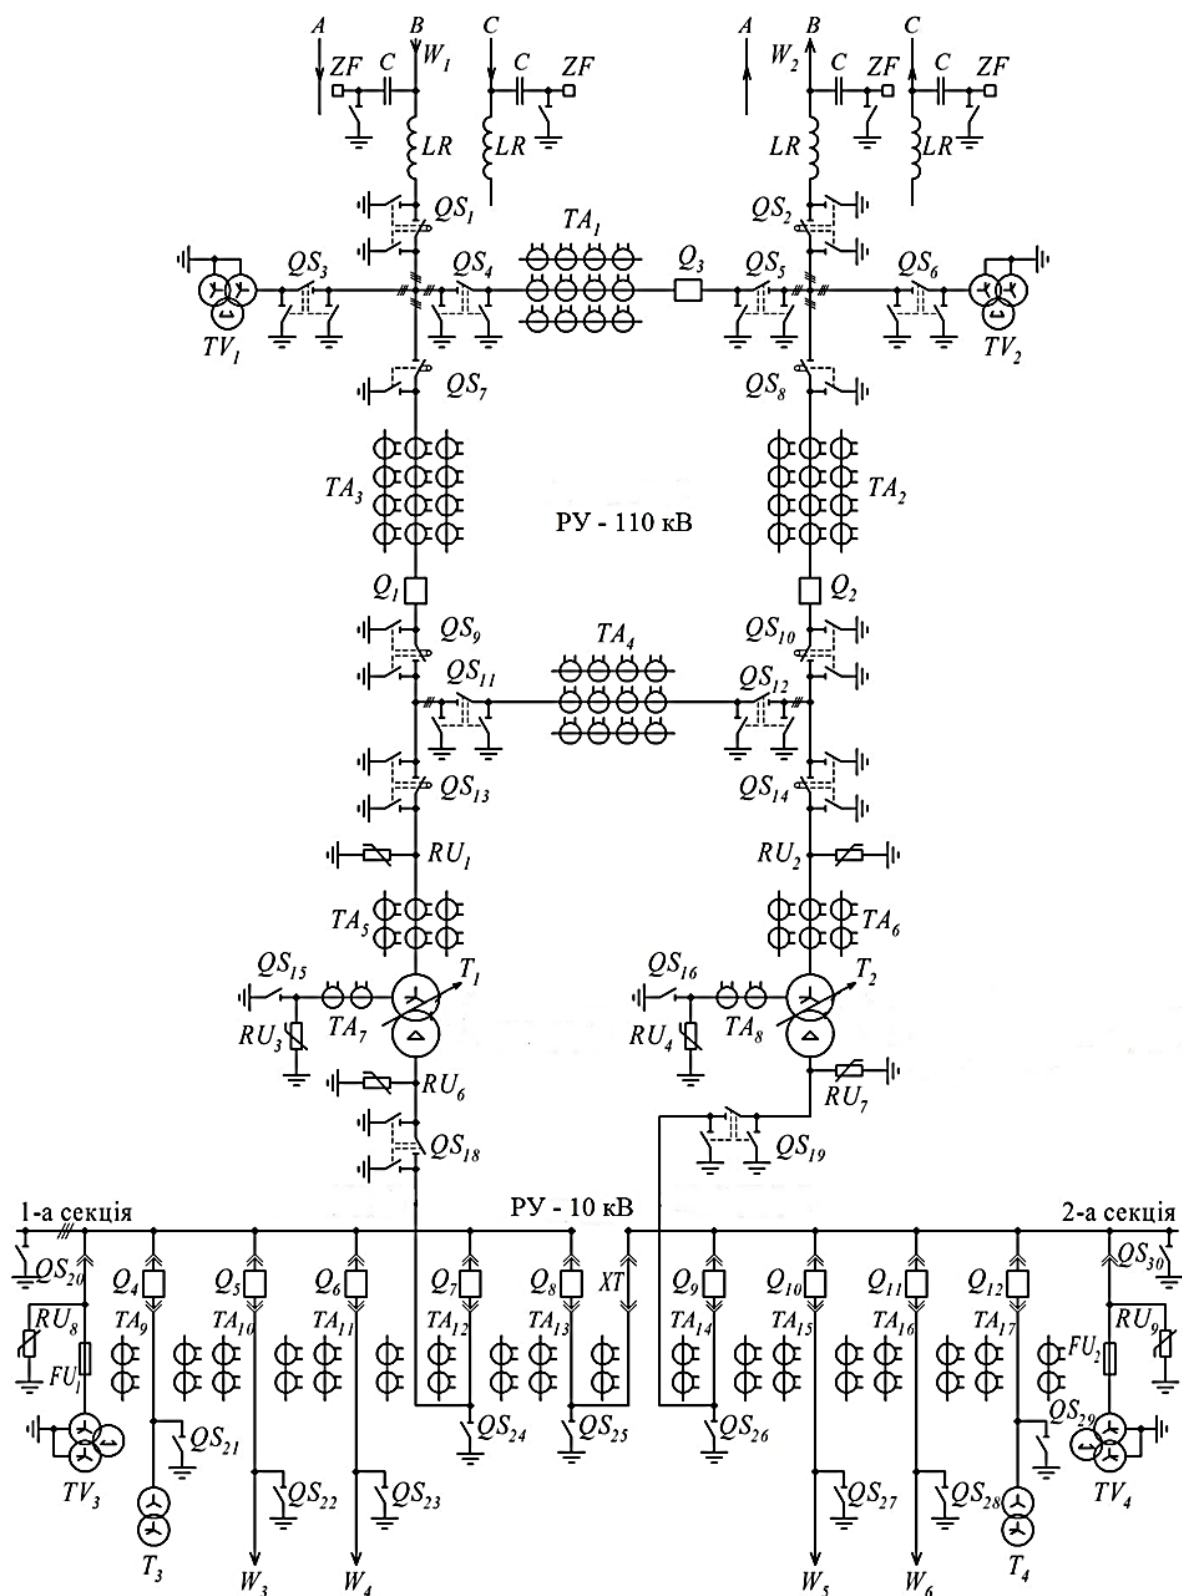 A B C A B C
W1 W2
ZF C C ZF C ZF C ZF
LR LR LR LR
QS1 TA1 QS2
QS3 QS4 Q3 QS5 QS6
TV1 TV2
QS7 QS8
TA3 TA2
РУ - 110 кВ
Q1 Q2
QS9 TA4 QS10
QS11 QS12
QS13 QS14
RU1 RU2
TA5 TA6
QS15 T1 QS16 T2
RU3 TA7 RU4 TA8
RU6 RU7
QS18 QS19
1-а секція РУ - 10 кВ 2-а секція
QS20 Q4 Q5 Q6 Q7 Q8 XT Q9 Q10 Q11 Q12 QS30
RU8 TA9 TA10 TA11 TA12 TA13 TA14 TA15 TA16 TA17 RU9
FU1 FU2
QS21 QS24 QS25 QS26 QS29
TV3 QS22 QS23 QS27 QS28 TV4
T3 W3 W4 W5 W6 T4